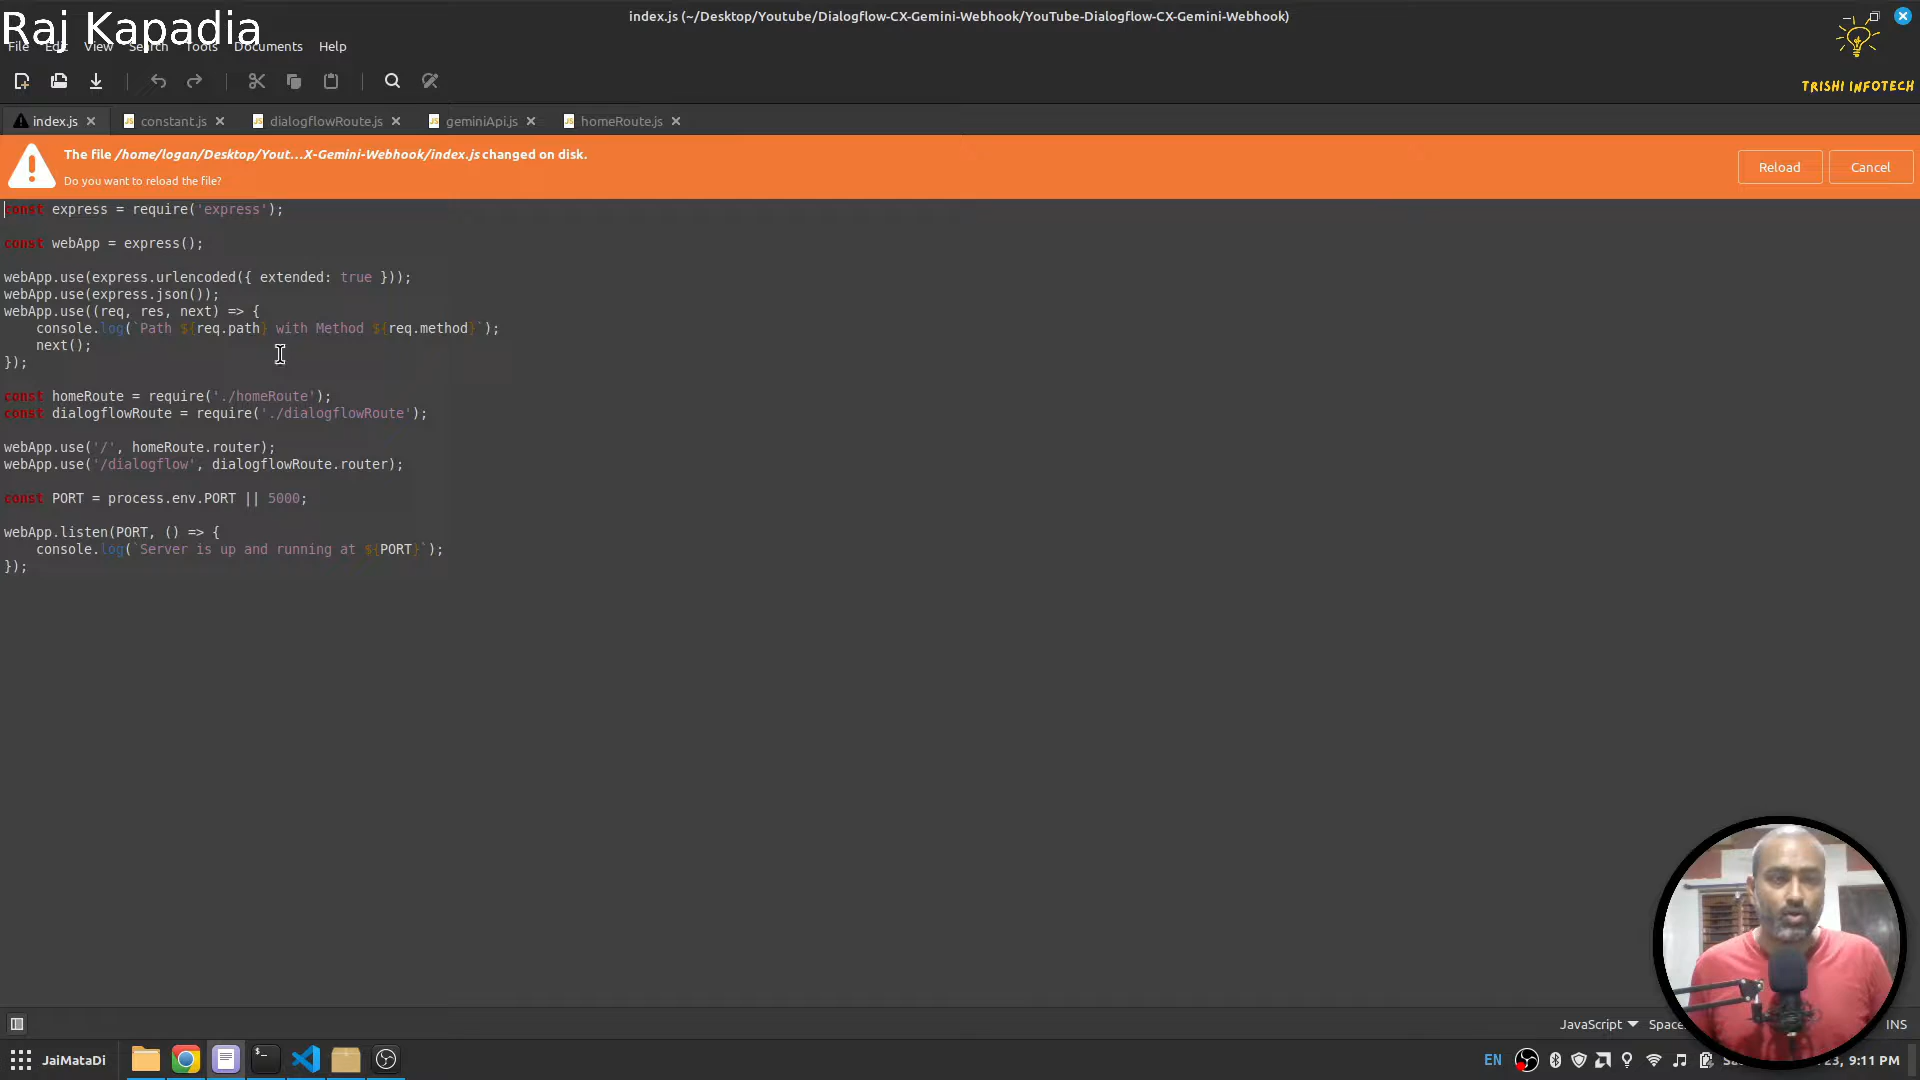 index.js (~/Desktop/Youtube/Dialogflow-CX-Gemini-Webhook/YouTube-Dialogflow-CX-Gemini-Webhook)
Raj Kapadia
File Edit View Search Tools Documents Help
TRISHI INFOTECH
index.js constant.js dialogflowRoute.js geminiApi.js homeRoute.js
The file /home/logan/Desktop/Yout...X-Gemini-Webhook/index.js changed on disk.
Do you want to reload the file?
Reload Cancel
const express = require('express');
const webApp = express();
webApp.use(express.urlencoded({ extended: true }));
webApp.use(express.json());
webApp.use((req, res, next) => {
    console.log(`Path ${req.path} with Method ${req.method}`);
    next();
});
const homeRoute = require('./homeRoute');
const dialogflowRoute = require('./dialogflowRoute');
webApp.use('/', homeRoute.router);
webApp.use('/dialogflow', dialogflowRoute.router);
const PORT = process.env.PORT || 5000;
webApp.listen(PORT, () => {
    console.log(`Server is up and running at ${PORT}`);
});
JavaScript INS
JaiMataDi
EN 23, 9:11 PM